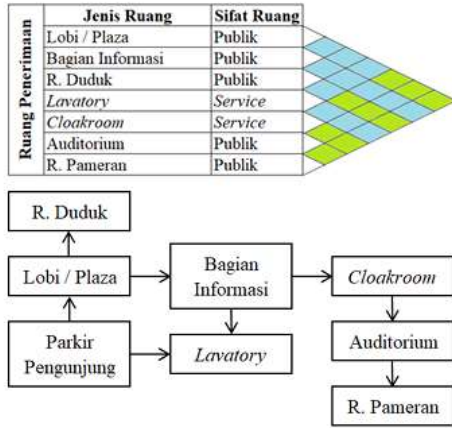 Jenis Ruang Sifat Ruang
Ruang Penerimaan
Lobi / Plaza Publik
Bagian Informasi Publik
R. Duduk Publik
Lavatory Service
Cloakroom Service
Auditorium Publik
R. Pameran Publik
R. Duduk
Lobi / Plaza
Bagian
Informasi
Cloakroom
Parkir
Pengunjung
Lavatory
Auditorium
R. Pameran